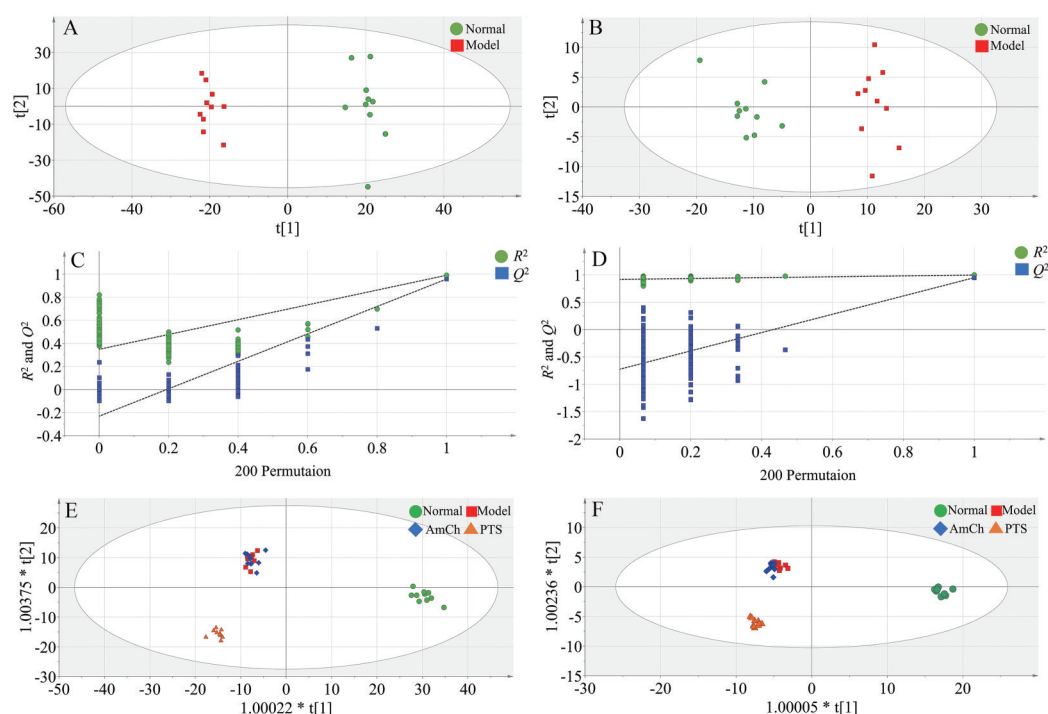 A
Normal
Model
t[2]
30
10
-10
-30
-50
-60
-40
-20
0
20
40
t[1]
B
Normal
Model
t[2]
10
5
0
-5
-10
-15
-40
-30
-20
-10
0
10
20
30
40
t[1]
C
R²
Q²
R² and Q²
1
0.8
0.6
0.4
0.2
0
-0.2
-0.4
0
0.2
0.4
0.6
0.8
1
200 Permutaion
D
R²
Q²
R² and Q²
1
0.5
0
-0.5
-1
-1.5
-2
0
0.2
0.4
0.6
0.8
1
200 Permutaion
E
Normal
Model
AmCh
PTS
1.00375 * t[2]
20
10
0
-10
-20
-30
-50
-40
-30
-20
-10
0
10
20
30
40
50
1.00022 * t[1]
F
Normal
Model
AmCh
PTS
1.00236 * t[2]
10
5
0
-5
-10
-15
-30
-20
-10
0
10
20
1.00005 * t[1]